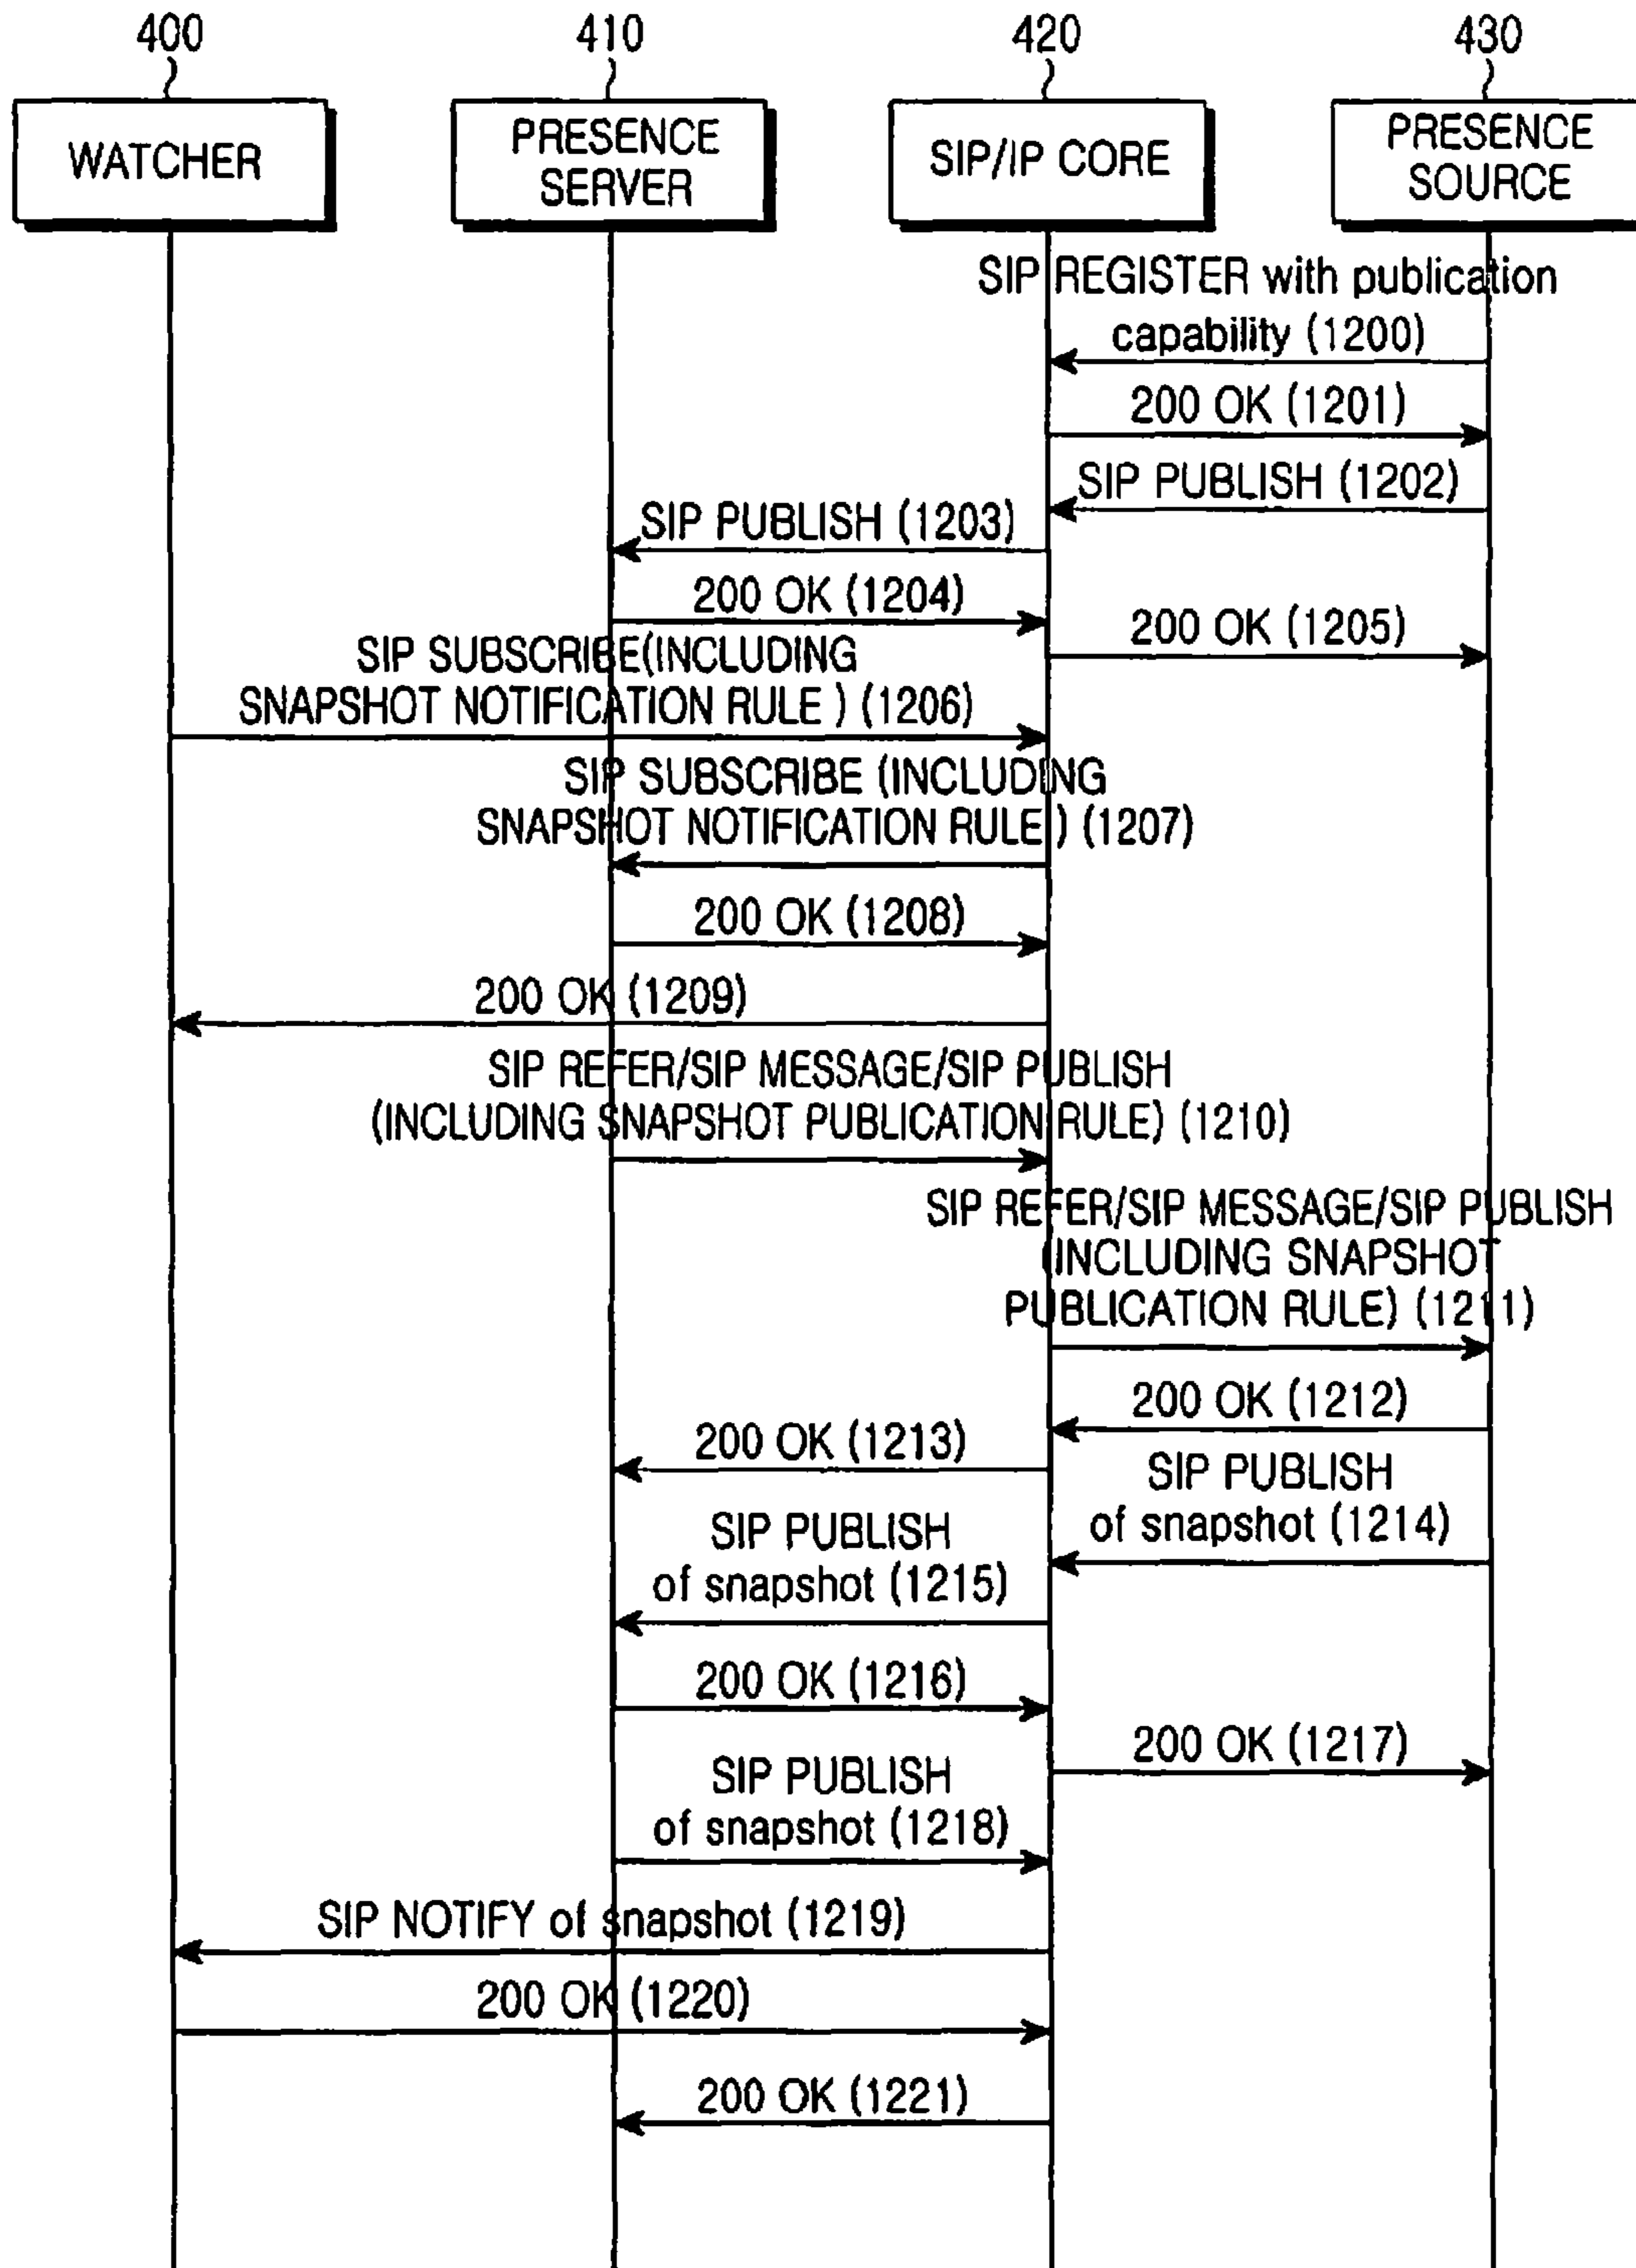 400
410
420
430
WATCHER
PRESENCE
SERVER
SIP/IP CORE
PRESENCE
SOURCE
SIP REGISTER with publication
capability (1200)
200 OK (1201)
SIP PUBLISH (1202)
SIP PUBLISH (1203)
200 OK (1204)
200 OK (1205)
SIP SUBSCRIBE(INCLUDING
SNAPSHOT NOTIFICATION RULE ) (1206)
SIP SUBSCRIBE (INCLUDING
SNAPSHOT NOTIFICATION RULE ) (1207)
200 OK (1208)
200 OK (1209)
SIP REFER/SIP MESSAGE/SIP PUBLISH
(INCLUDING SNAPSHOT PUBLICATION RULE) (1210)
SIP REFER/SIP MESSAGE/SIP PUBLISH
(INCLUDING SNAPSHOT
PUBLICATION RULE) (1211)
200 OK (1212)
200 OK (1213)
SIP PUBLISH
of snapshot (1214)
SIP PUBLISH
of snapshot (1215)
200 OK (1216)
200 OK (1217)
SIP PUBLISH
of snapshot (1218)
SIP NOTIFY of snapshot (1219)
200 OK (1220)
200 OK (1221)